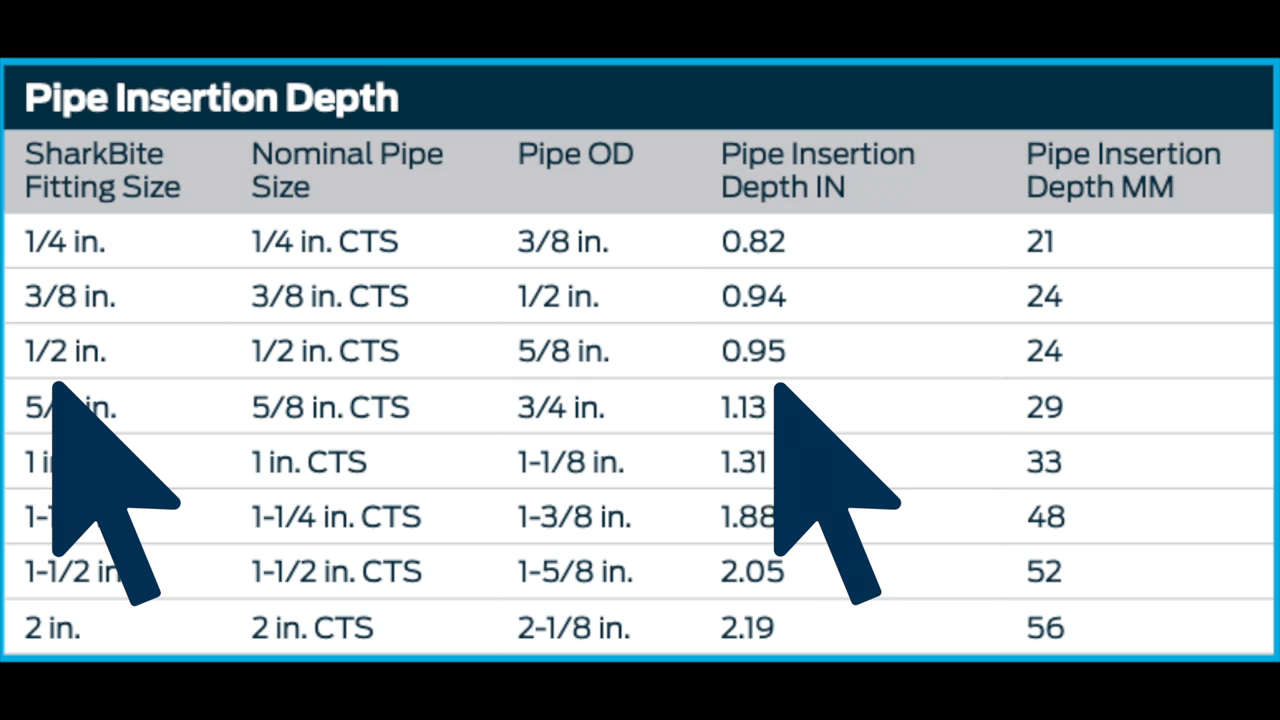 Pipe Insertion Depth
SharkBite Fitting Size Nominal Pipe Size Pipe OD Pipe Insertion Depth IN Pipe Insertion Depth MM
1/4 in. 1/4 in. CTS 3/8 in. 0.82 21
3/8 in. 3/8 in. CTS 1/2 in. 0.94 24
1/2 in. 1/2 in. CTS 5/8 in. 0.95 24
in. 5/8 in. CTS 3/4 in. 1.13 29
1 1 in. CTS 1-1/8 in. 1.31 33
1-1/4 in. CTS 1-3/8 in. 1.88 48
1-1/2 in 1-1/2 in. CTS 1-5/8 in. 2.05 52
2 in. 2 in. CTS 2-1/8 in. 2.19 56